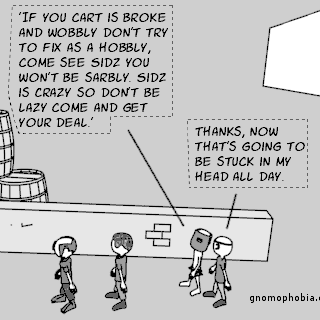 'IF YOU CART IS BROKE
AND WOBBLY DON'T TRY
TO FIX AS A HOBBLY,
COME SEE SIDZ YOU
WON'T BE SARBLY. SIDZ
IS CRAZY SO DON'T BE
LAZY COME AND GET
YOUR DEAL.'
THANKS, NOW
THAT'S GOING TO
BE STUCK IN MY
HEAD ALL DAY.
gnomophobia.c